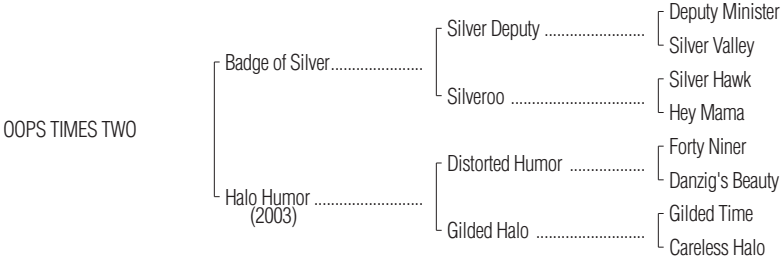 Deputy Minister
Silver Deputy ........................
Silver Valley
Badge of Silver......................
Silver Hawk
Silveroo ................................
Hey Mama
OOPS TIMES TWO
Forty Niner
Distorted Humor ..................
Danzig's Beauty
Halo Humor ..........................
(2003)
Gilded Time
Gilded Halo ..........................
Careless Halo